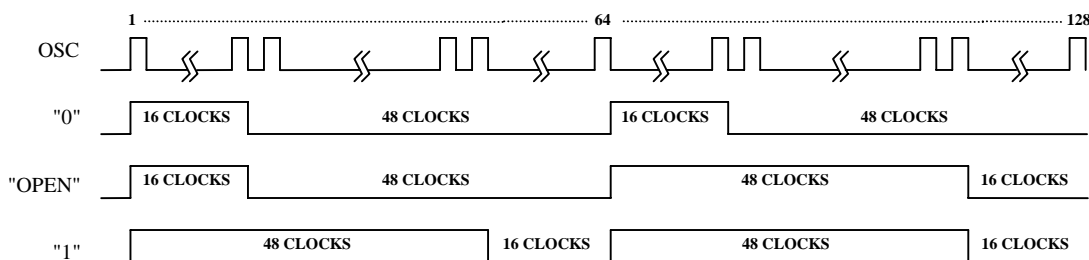 1 64 128
OSC
"0" 16 CLOCKS 48 CLOCKS 16 CLOCKS 48 CLOCKS
"OPEN" 16 CLOCKS 48 CLOCKS 48 CLOCKS 16 CLOCKS
"1" 48 CLOCKS 16 CLOCKS 48 CLOCKS 16 CLOCKS